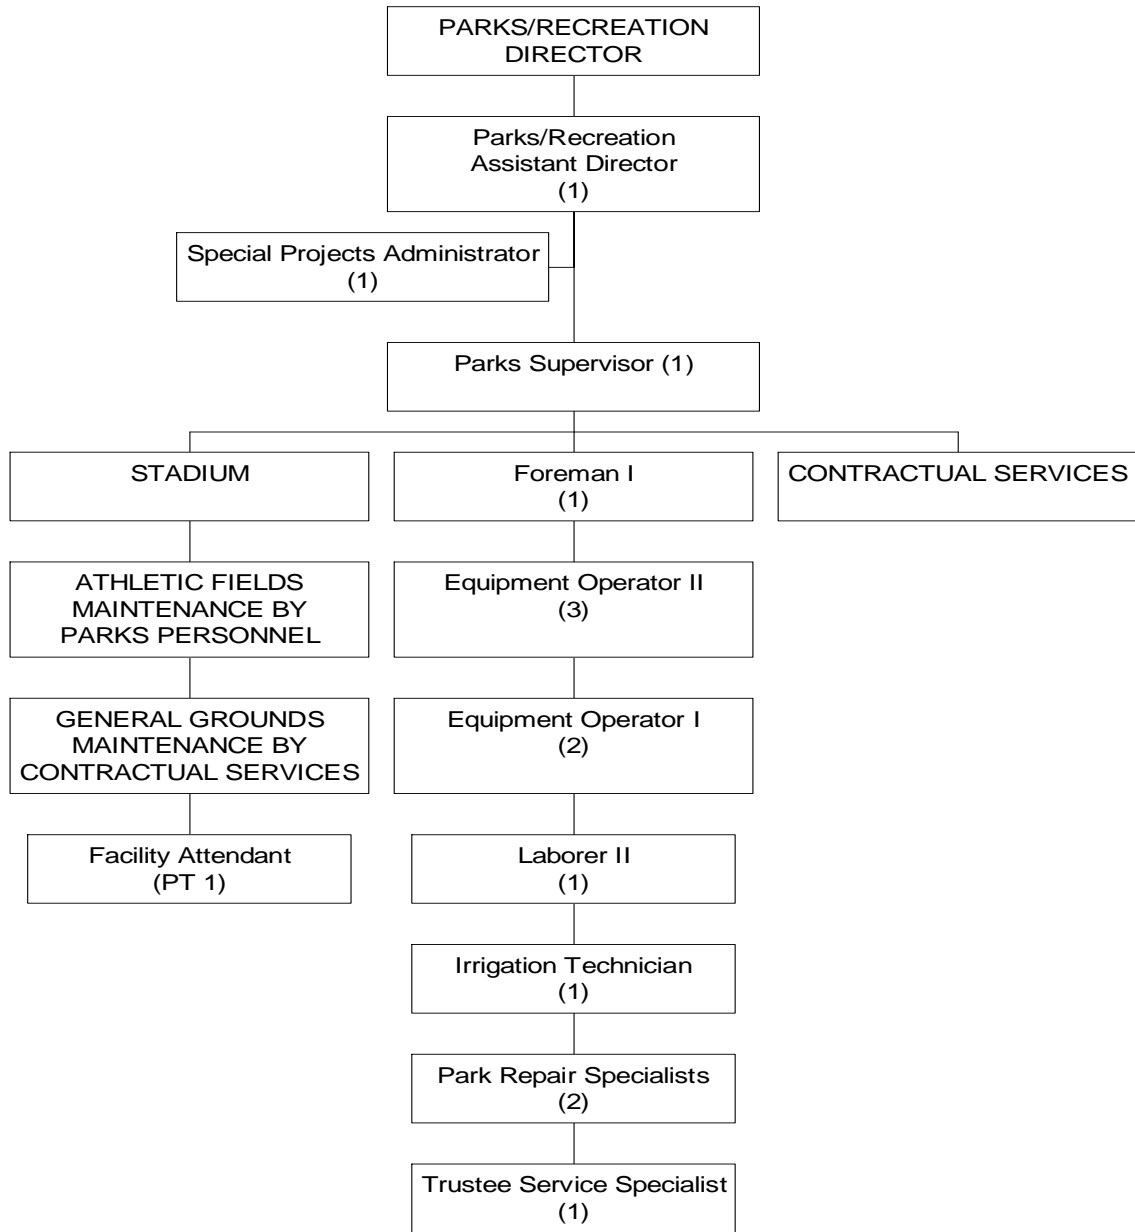 PARKS/RECREATION
DIRECTOR
Parks/Recreation
Assistant Director
(1)
Special Projects Administrator
(1)
Parks Supervisor (1)
STADIUM
Foreman I
(1)
CONTRACTUAL SERVICES
ATHLETIC FIELDS
MAINTENANCE BY
PARKS PERSONNEL
Equipment Operator II
(3)
GENERAL GROUNDS
MAINTENANCE BY
CONTRACTUAL SERVICES
Equipment Operator I
(2)
Facility Attendant
(PT 1)
Laborer II
(1)
Irrigation Technician
(1)
Park Repair Specialists
(2)
Trustee Service Specialist
(1)